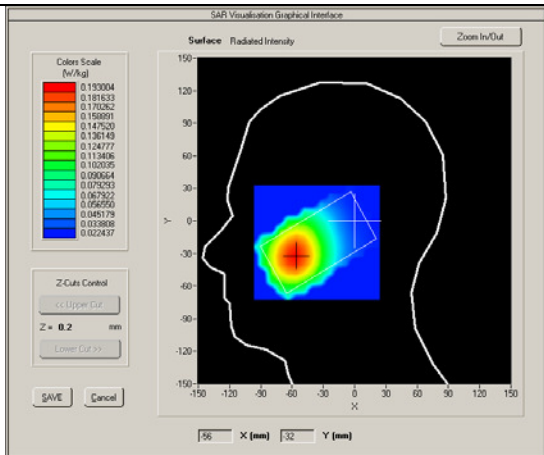 SAR Visualisation Graphical Interface
Surface Radiated Intensity
Zoom In/Out
Colors Scale
(W/kg)
0.193004
0.181633
0.170262
0.158891
0.147520
0.136149
0.124777
0.113406
0.102035
0.090664
0.079293
0.067922
0.056550
0.045179
0.033808
0.022437
Z-Cuts Control
<< Upper Cut
Z = 0.2 mm
Lower Cut >>
SAVE Cancel
150
120
90
60
30
0
-30
-60
-90
-120
-150
Y
-150 -120 -90 -60 -30 0 30 60 90 120 150
X
-56 X (mm) -32 Y (mm)